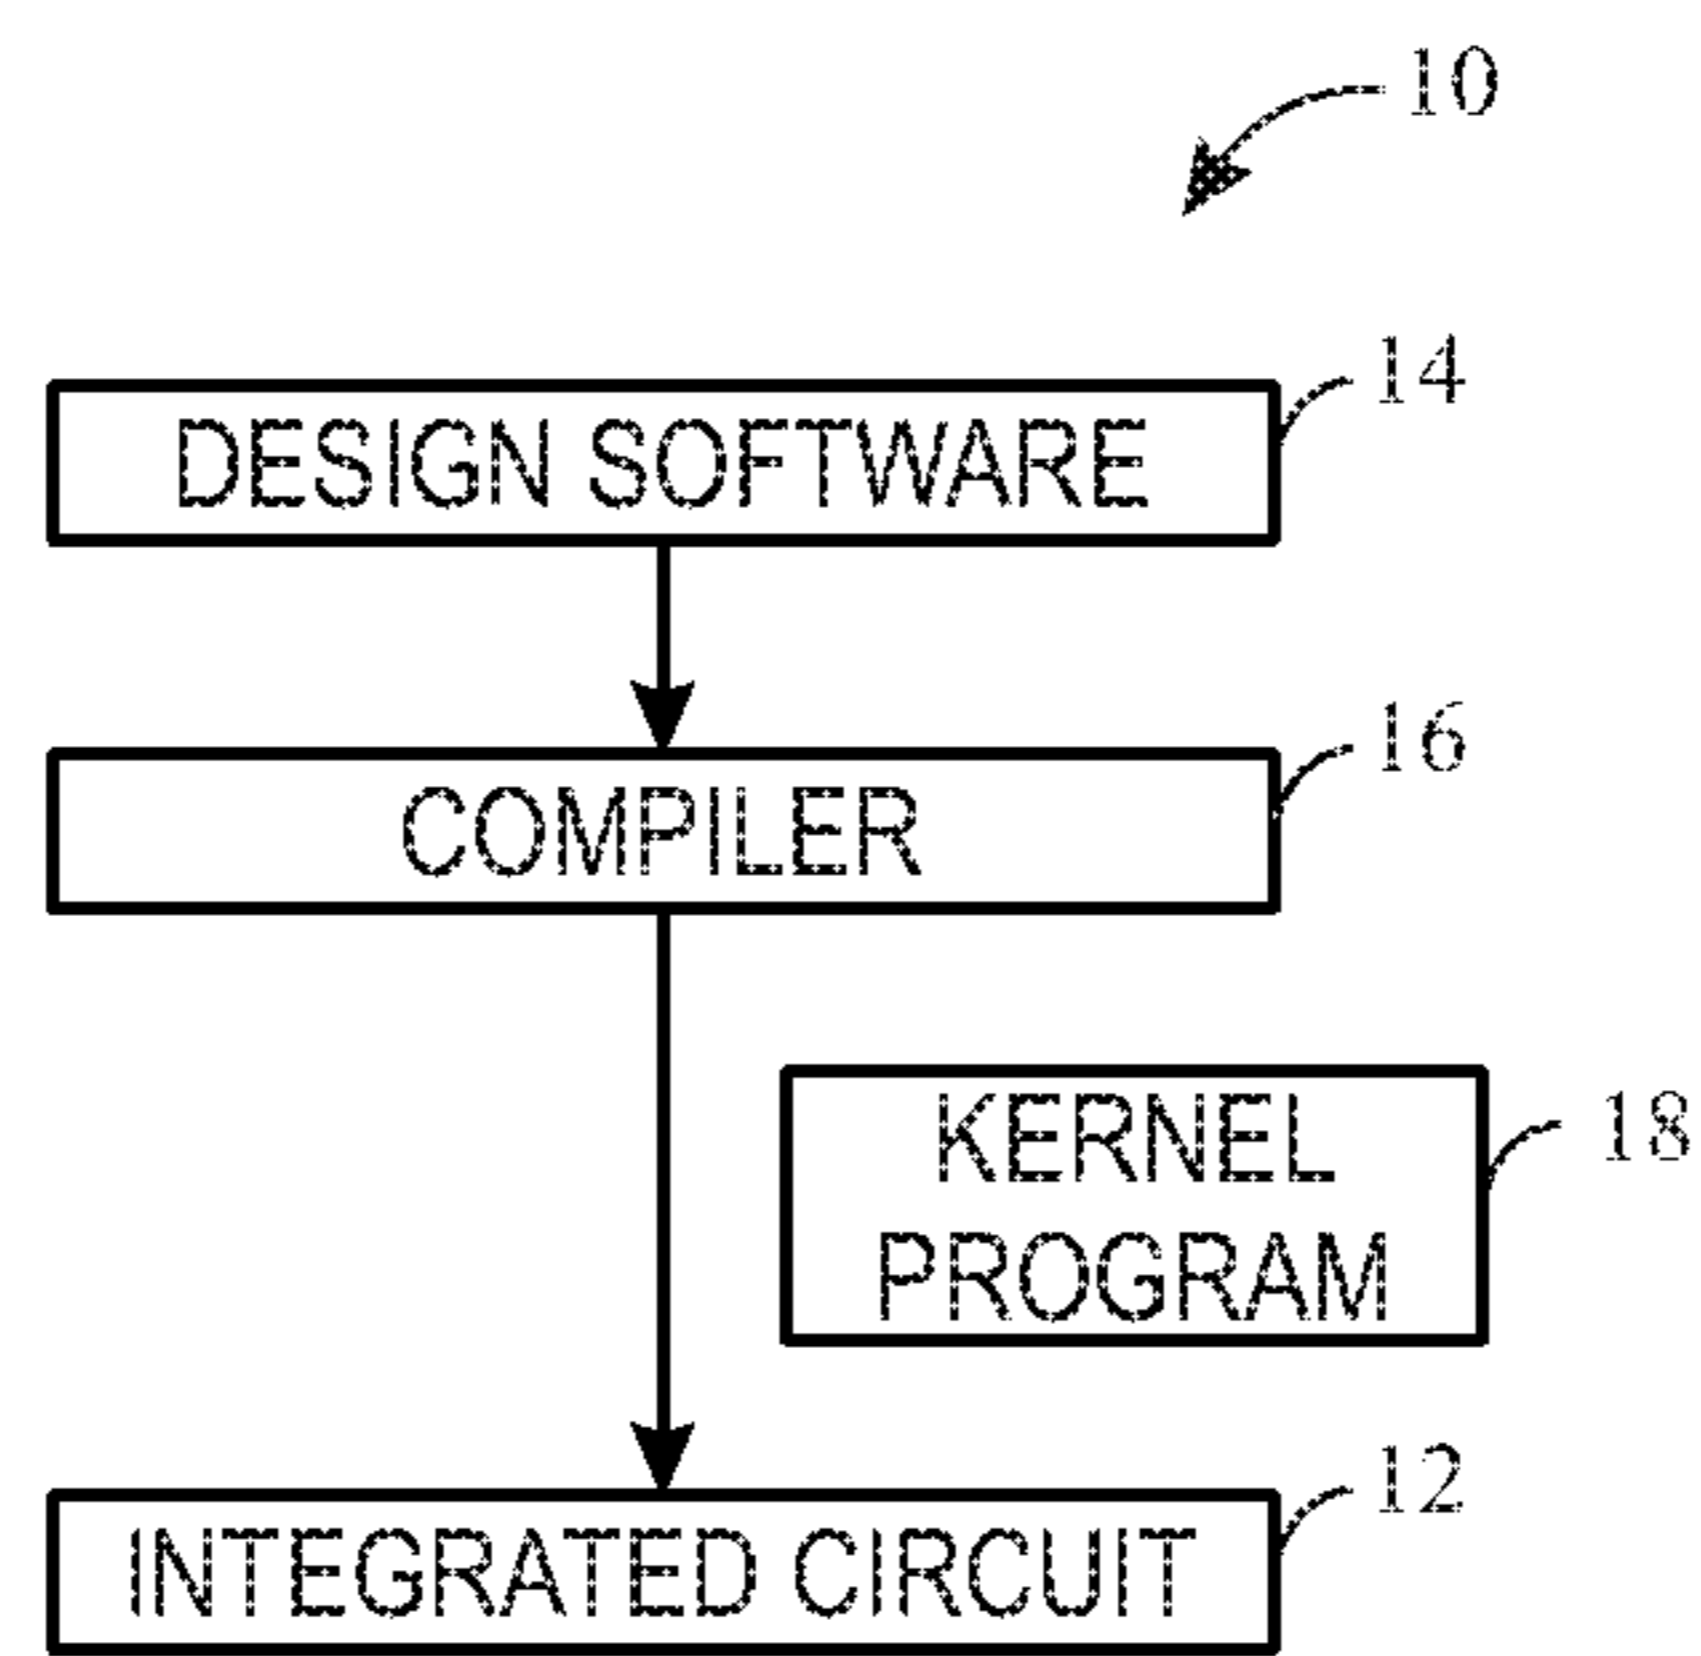 10
14
DESIGN SOFTWARE
16
COMPILER
KERNEL
18
PROGRAM
12
INTEGRATED CIRCUIT